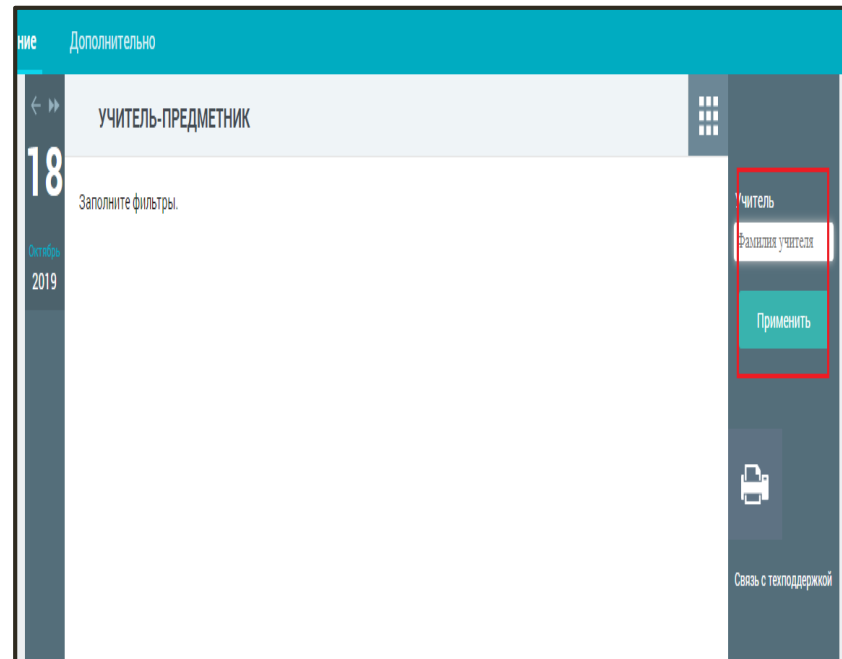 ние Дополнительно
УЧИТЕЛЬ-ПРЕДМЕТНИК
18
Октябрь
2019
Заполните фильтры.
Учитель
Фамилия учителя
Применить
Связь с техподдержкой